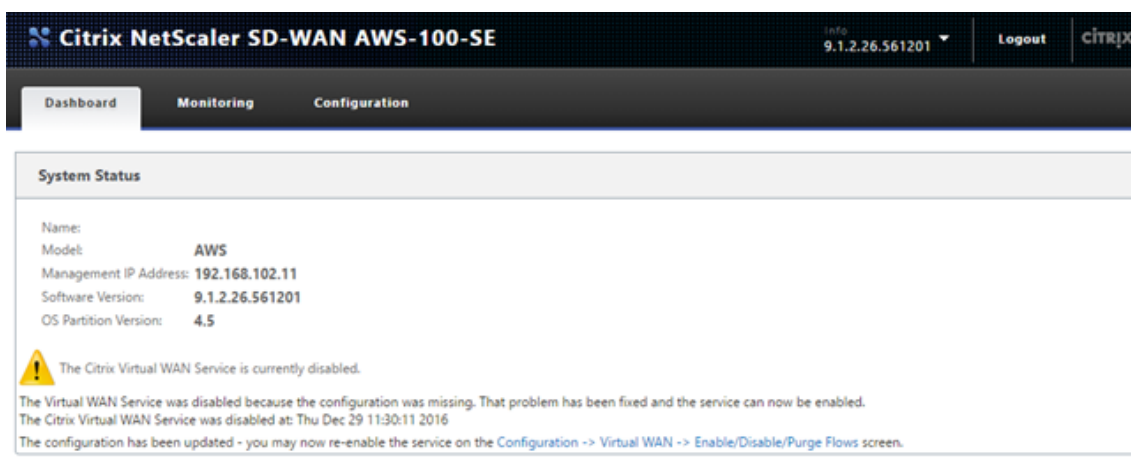 Citrix NetScaler SD-WAN AWS-100-SE
Info
9.1.2.26.561201
Logout
CITRIX
Dashboard
Monitoring
Configuration
System Status
Name:
Model: AWS
Management IP Address: 192.168.102.11
Software Version: 9.1.2.26.561201
OS Partition Version: 4.5
The Citrix Virtual WAN Service is currently disabled.
The Virtual WAN Service was disabled because the configuration was missing. That problem has been fixed and the service can now be enabled.
The Citrix Virtual WAN Service was disabled at: Thu Dec 29 11:30:11 2016
The configuration has been updated - you may now re-enable the service on the Configuration -> Virtual WAN -> Enable/Disable/Purge Flows screen.